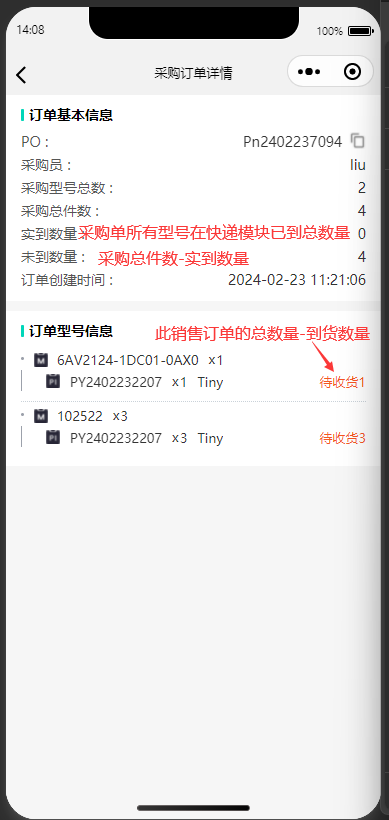 14:08
100%
采购订单详情
订单基本信息
PO：
Pn2402237094
采购员：
liu
采购型号总数：
2
采购总件数：
4
实到数量
采购单所有型号在快递模块已到总数量
0
未到数量：
采购总件数-实到数量
4
订单创建时间：
2024-02-23 11:21:06
订单型号信息
此销售订单的总数量-到货数量
M 6AV2124-1DC01-0AX0 x1
PI PY2402232207 x1 Tiny
待收货1
M 102522 x3
PI PY2402232207 x3 Tiny
待收货3